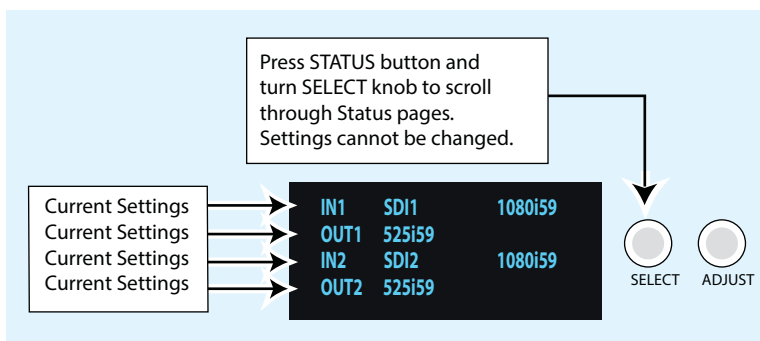 Press STATUS button and
turn SELECT knob to scroll
through Status pages.
Settings cannot be changed.
Current Settings
Current Settings
Current Settings
Current Settings
IN1 SDI1 1080i59
OUT1 525i59
IN2 SDI2 1080i59
OUT2 525i59
SELECT ADJUST